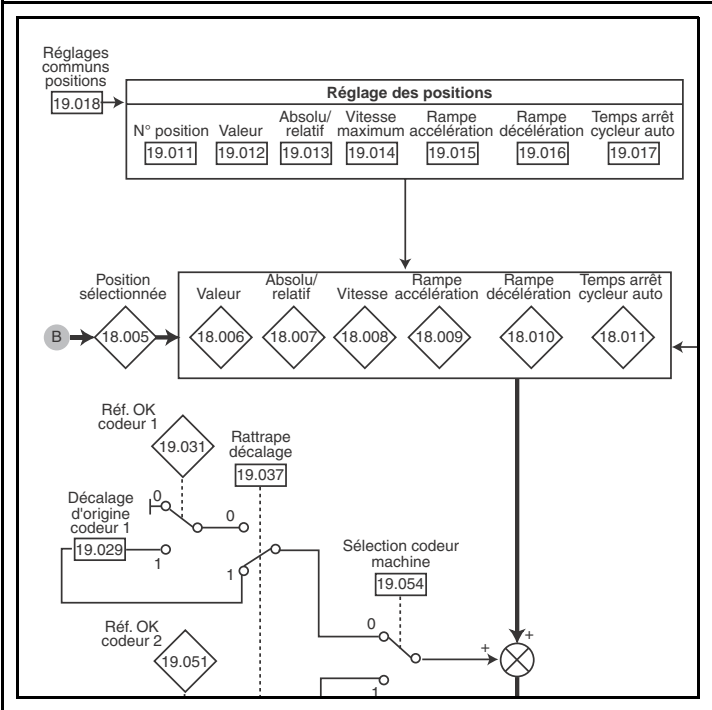 Réglages
communs
positions
19.018
Réglage des positions
N° position Valeur Absolu/ relatif Vitesse maximum Rampe accélération Rampe décélération Temps arrêt cycleur auto
19.011 19.012 19.013 19.014 19.015 19.016 19.017
Position
sélectionnée
Valeur Absolu/ relatif Vitesse Rampe accélération Rampe décélération Temps arrêt cycleur auto
B 18.005 18.006 18.007 18.008 18.009 18.010 18.011
Réf. OK
codeur 1
19.031
Rattrape
décalage
19.037
Décalage
d'origine
codeur 1
19.029
0
0
1
1
Sélection codeur
machine
19.054
0
+
+
1
Réf. OK
codeur 2
19.051